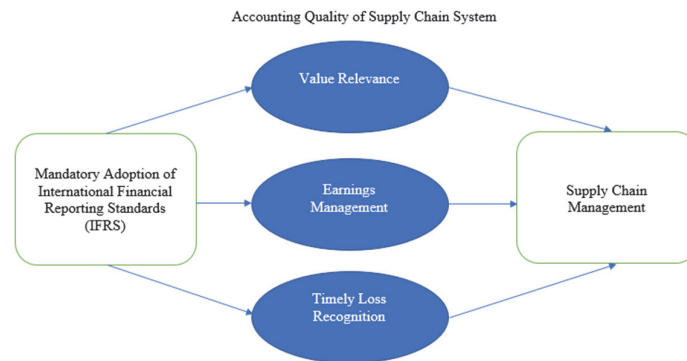 Accounting Quality of Supply Chain System
Value Relevance
Mandatory Adoption of
International Financial
Reporting Standards
(IFRS)
Earnings
Management
Supply Chain
Management
Timely Loss
Recognition